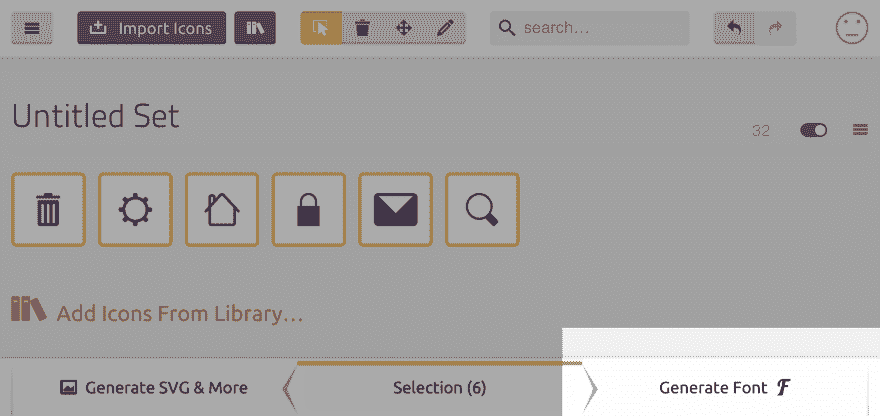 Import Icons search...
Untitled Set
32
Add Icons From Library...
Generate SVG & More Selection (6) Generate Font